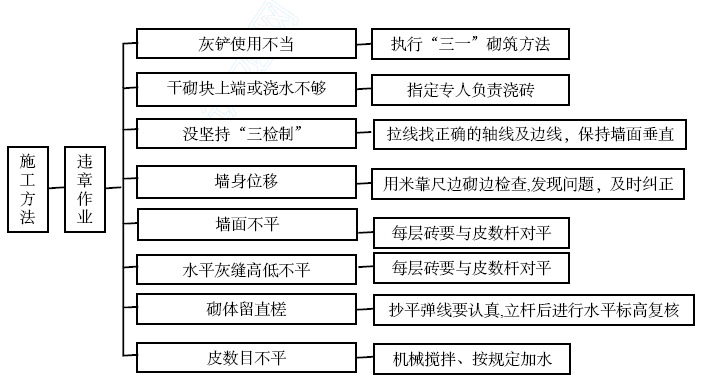 施工方法
违章作业
灰铲使用不当
执行“三一”砌筑方法
干砌块上端或浇水不够
指定专人负责浇砖
没坚持“三检制”
拉线找正确的轴线及边线，保持墙面垂直
墙身位移
用米靠尺边砌边检查,发现问题，及时纠正
墙面不平
每层砖要与皮数杆对平
水平灰缝高低不平
每层砖要与皮数杆对平
砌体留直槎
抄平弹线要认真,立杆后进行水平标高复核
皮数目不平
机械搅拌、按规定加水